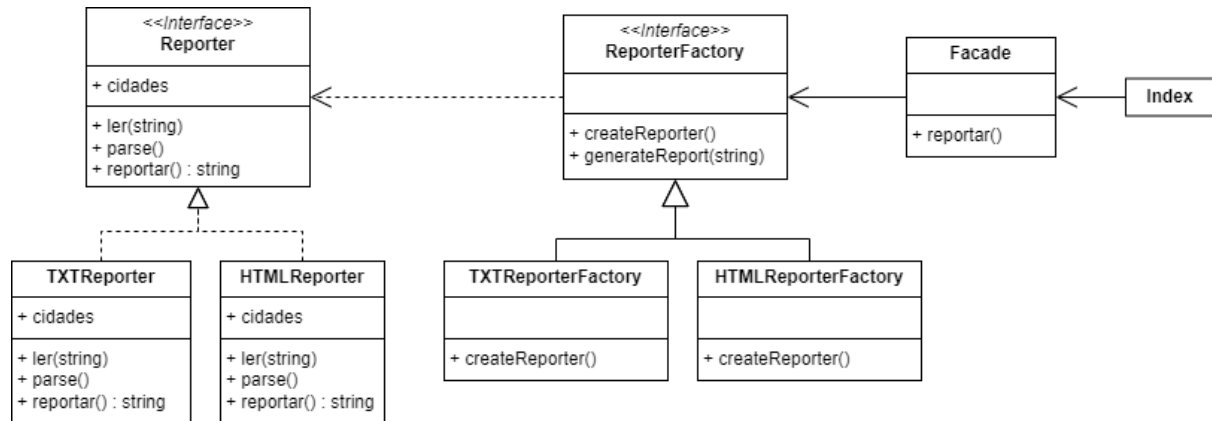 <<Interface>>
Reporter
+ cidades
+ ler(string)
+ parse()
+ reportar() : string
<<Interface>>
ReporterFactory
+ createReporter()
+ generateReport(string)
Facade
+ reportar()
Index
TXTReporter
+ cidades
+ ler(string)
+ parse()
+ reportar() : string
HTMLReporter
+ cidades
+ ler(string)
+ parse()
+ reportar() : string
TXTReporterFactory
+ createReporter()
HTMLReporterFactory
+ createReporter()